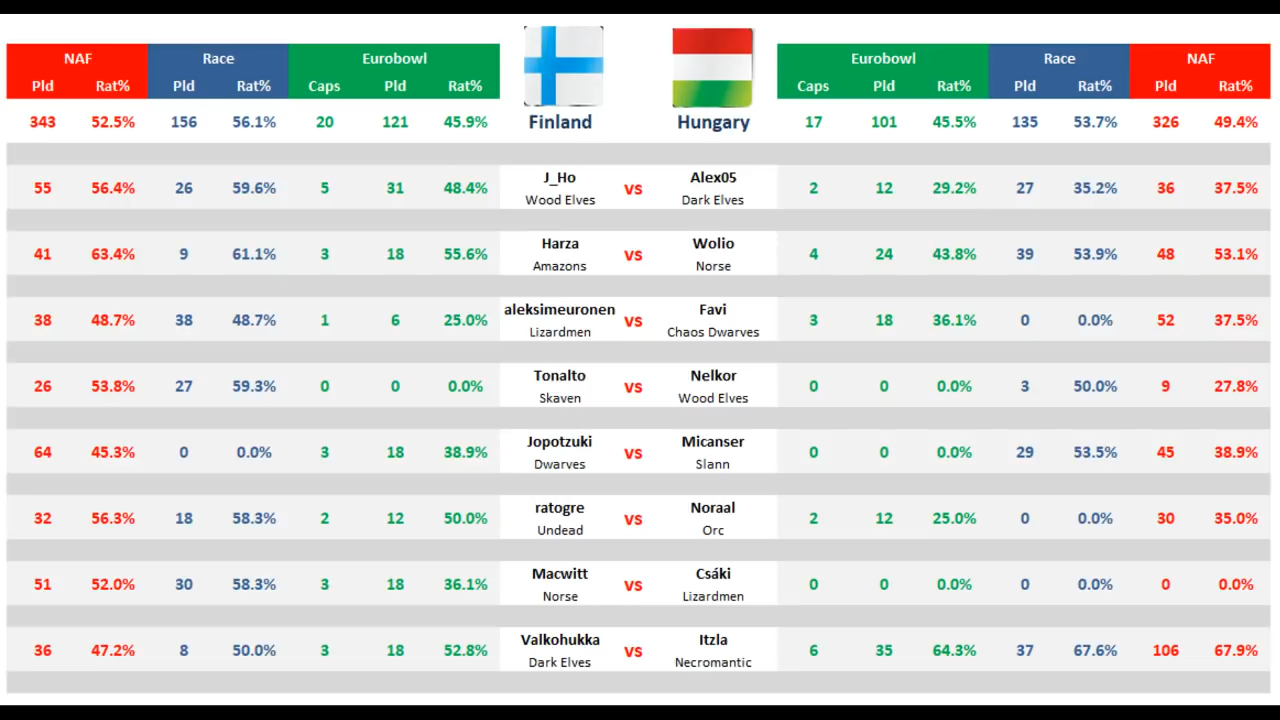 NAF Race Eurobowl Eurobowl Race NAF
Pld Rat% Pld Rat% Caps Pld Rat% Caps Pld Rat% Pld Rat% Pld Rat%
343 52.5% 156 56.1% 20 121 45.9% Finland Hungary 17 101 45.5% 135 53.7% 326 49.4%
J_Ho Alex05
55 56.4% 26 59.6% 5 31 48.4% vs 2 12 29.2% 27 35.2% 36 37.5%
Wood Elves Dark Elves
Harza Wolio
41 63.4% 9 61.1% 3 18 55.6% vs 4 24 43.8% 39 53.9% 48 53.1%
Amazons Norse
aleksimeuronen Favi
38 48.7% 38 48.7% 1 6 25.0% vs 3 18 36.1% 0 0.0% 52 37.5%
Lizardmen Chaos Dwarves
Tonalto Nelkor
26 53.8% 27 59.3% 0 0 0.0% vs 0 0 0.0% 3 50.0% 9 27.8%
Skaven Wood Elves
Jopotzuki Micanser
64 45.3% 0 0.0% 3 18 38.9% vs 0 0 0.0% 29 53.5% 45 38.9%
Dwarves Slann
ratogre Noraal
32 56.3% 18 58.3% 2 12 50.0% vs 2 12 25.0% 0 0.0% 30 35.0%
Undead Orc
Macwitt Csáki
51 52.0% 30 58.3% 3 18 36.1% vs 0 0 0.0% 0 0.0% 0 0.0%
Norse Lizardmen
Valkohukka Itzla
36 47.2% 8 50.0% 3 18 52.8% vs 6 35 64.3% 37 67.6% 106 67.9%
Dark Elves Necromantic